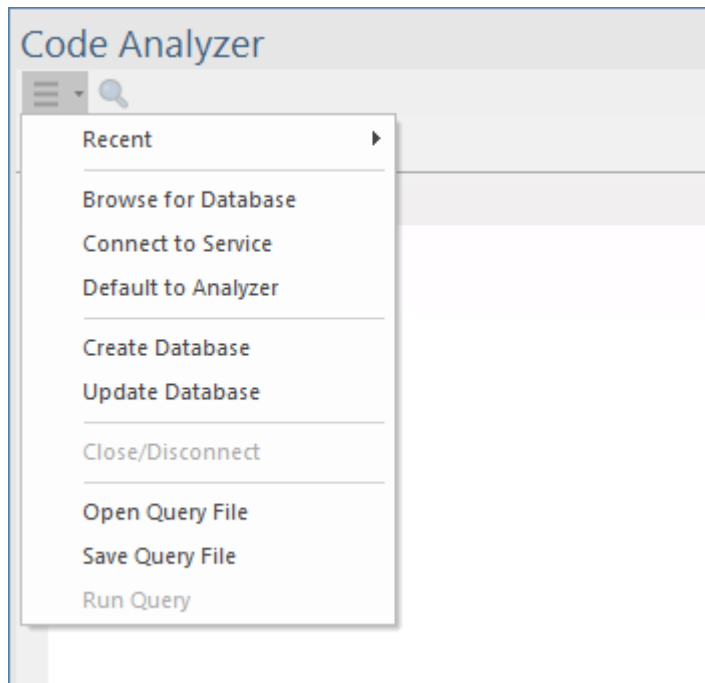 Code Analyzer
Recent
Browse for Database
Connect to Service
Default to Analyzer
Create Database
Update Database
Close/Disconnect
Open Query File
Save Query File
Run Query